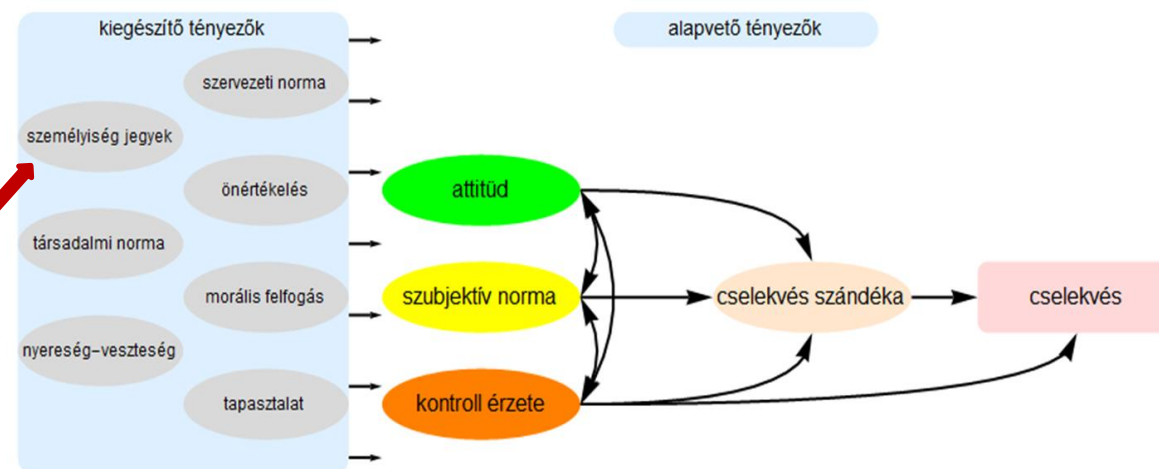 kiegészítő tényezők
alapvető tényezők
szervezeti norma
személyiség jegyek
önértékelés
attitűd
társadalmi norma
morális felfogás
szubjektív norma
cselekvés szándéka
cselekvés
nyereség–veszteség
tapasztalat
kontroll érzete